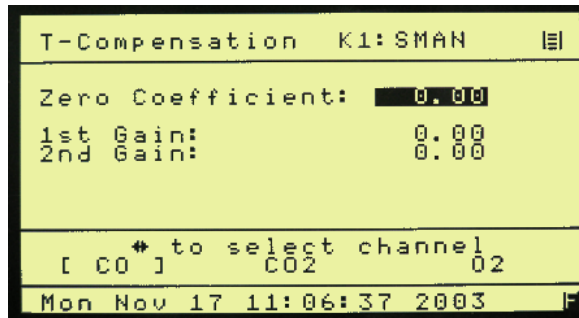 T-Compensation K1:SMAN
Zero Coefficient: 0.00
1st Gain: 0.00
2nd Gain: 0.00
to select channel
[ CO ] CO2 O2
Mon Nov 17 11:06:37 2003